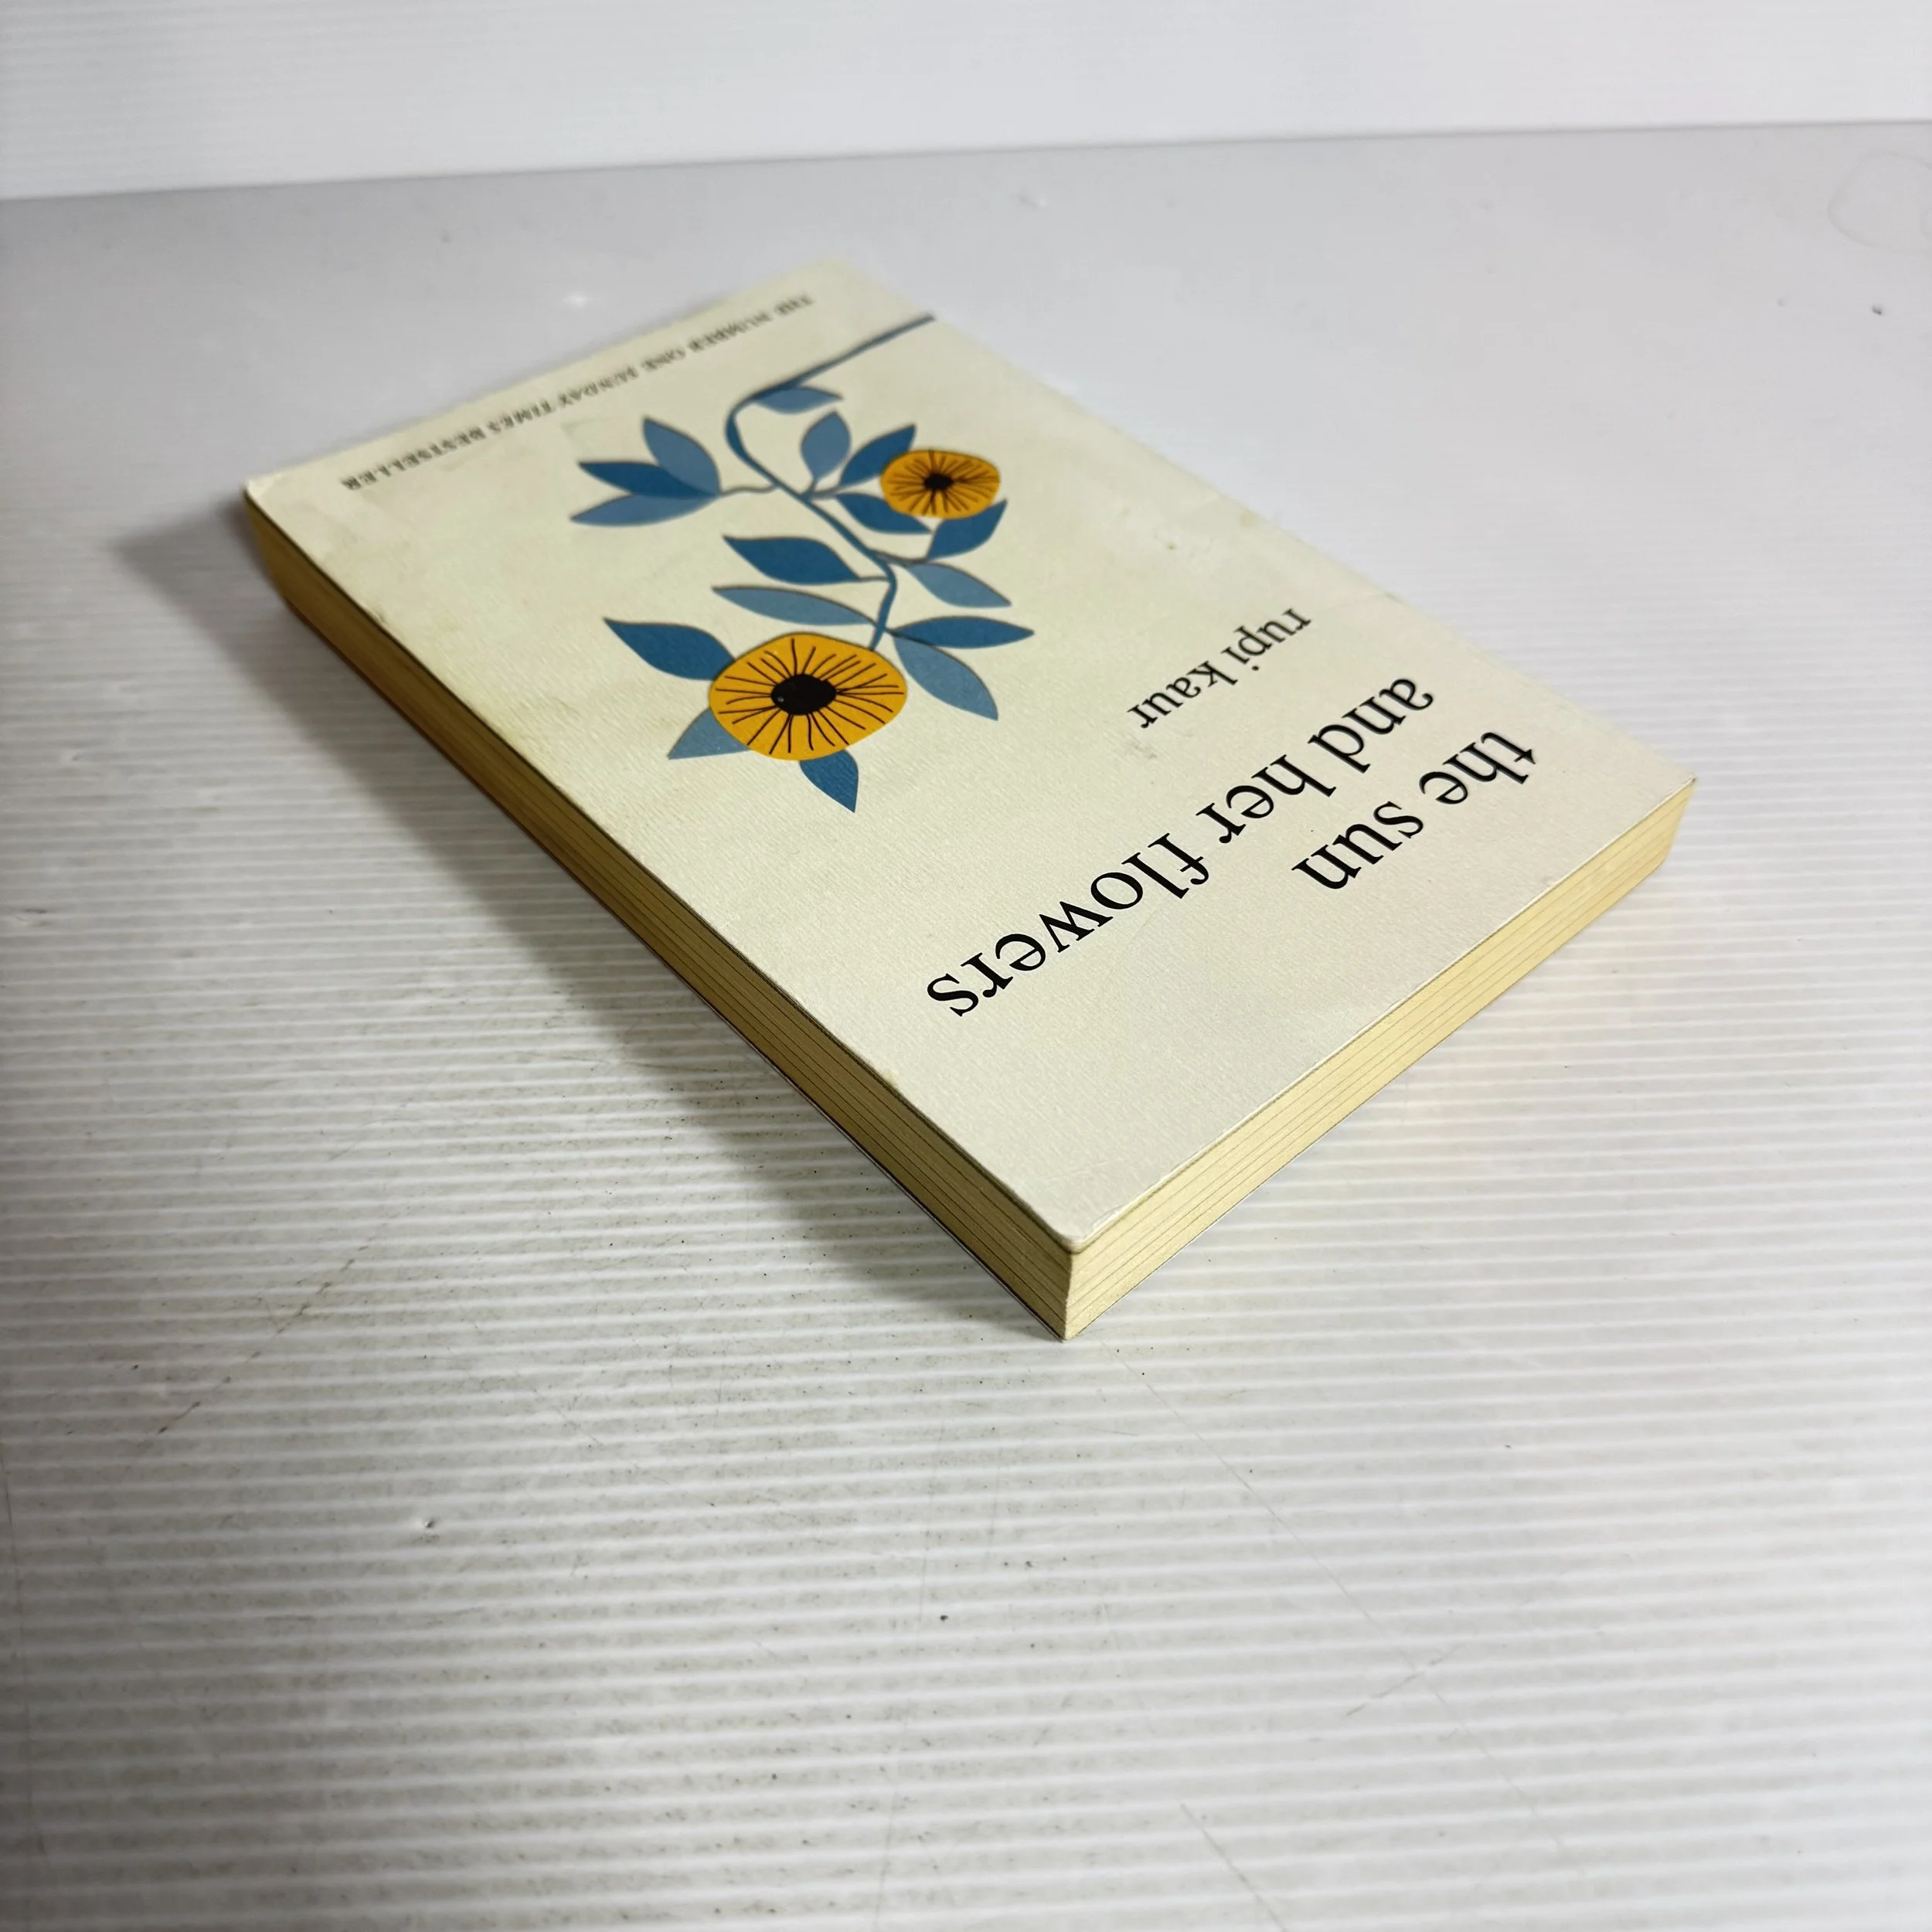 the sun
and her flowers
rupi kaur
THE NUMBER ONE SUNDAY TIMES BESTSELLER